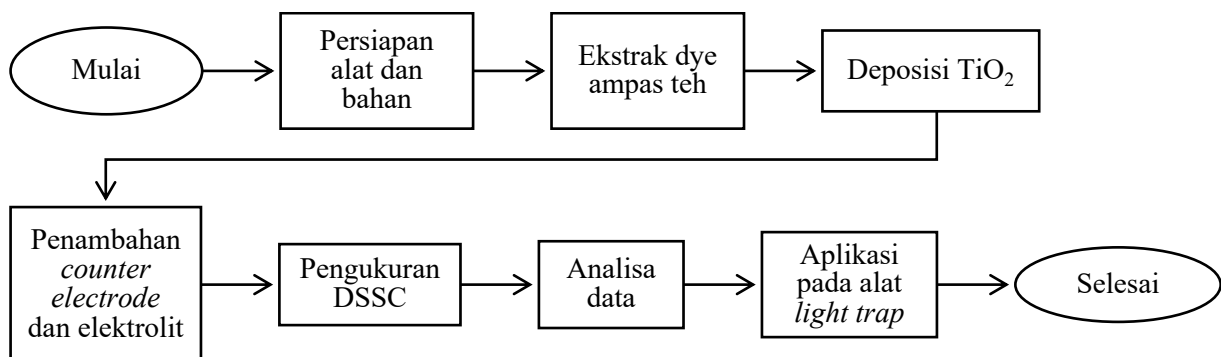 Mulai
Persiapan
alat dan
bahan
Ekstrak dye
ampas teh
Deposisi TiO₂
Penambahan
counter
electrode
dan elektrolit
Pengukuran
DSSC
Analisa
data
Aplikasi
pada alat
light trap
Selesai